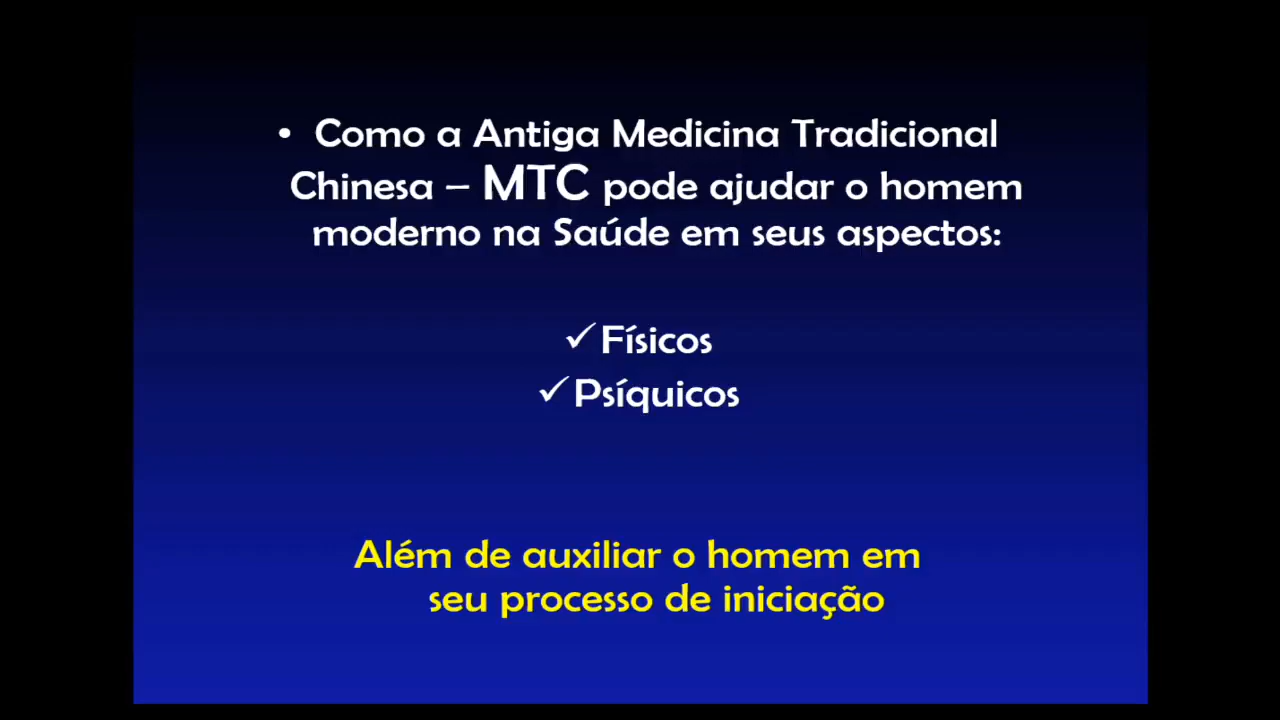 • Como a Antiga Medicina Tradicional
Chinesa – MTC pode ajudar o homem
moderno na Saúde em seus aspectos:
✓Físicos
✓Psíquicos
Além de auxiliar o homem em
seu processo de iniciação